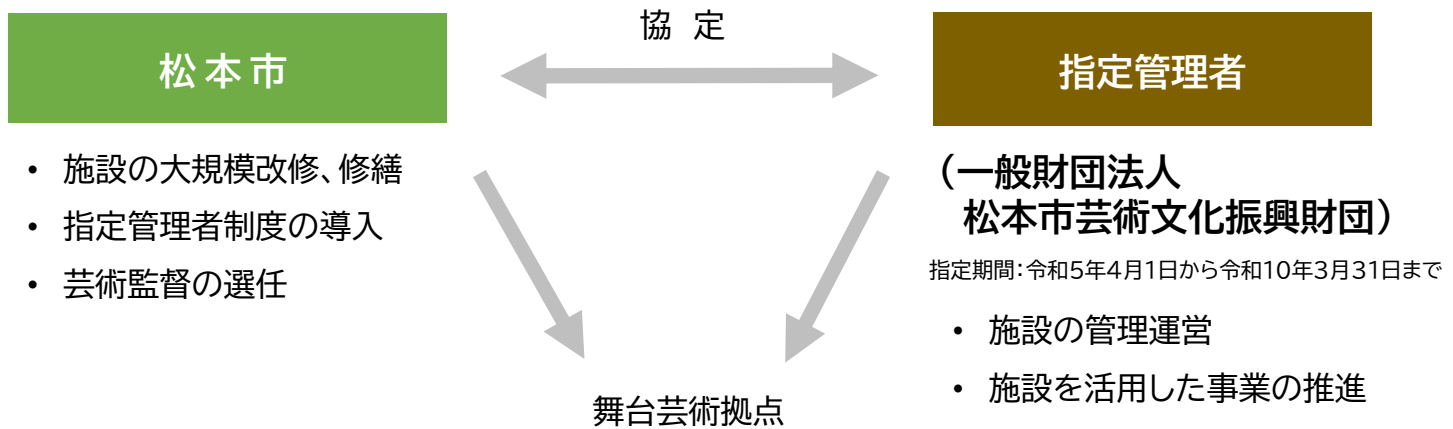 協 定
松本市
指定管理者
・ 施設の大規模改修、修繕
・ 指定管理者制度の導入
・ 芸術監督の選任
（一般財団法人
松本市芸術文化振興財団）
指定期間：令和5年4月1日から令和10年3月31日まで
・ 施設の管理運営
・ 施設を活用した事業の推進
舞台芸術拠点